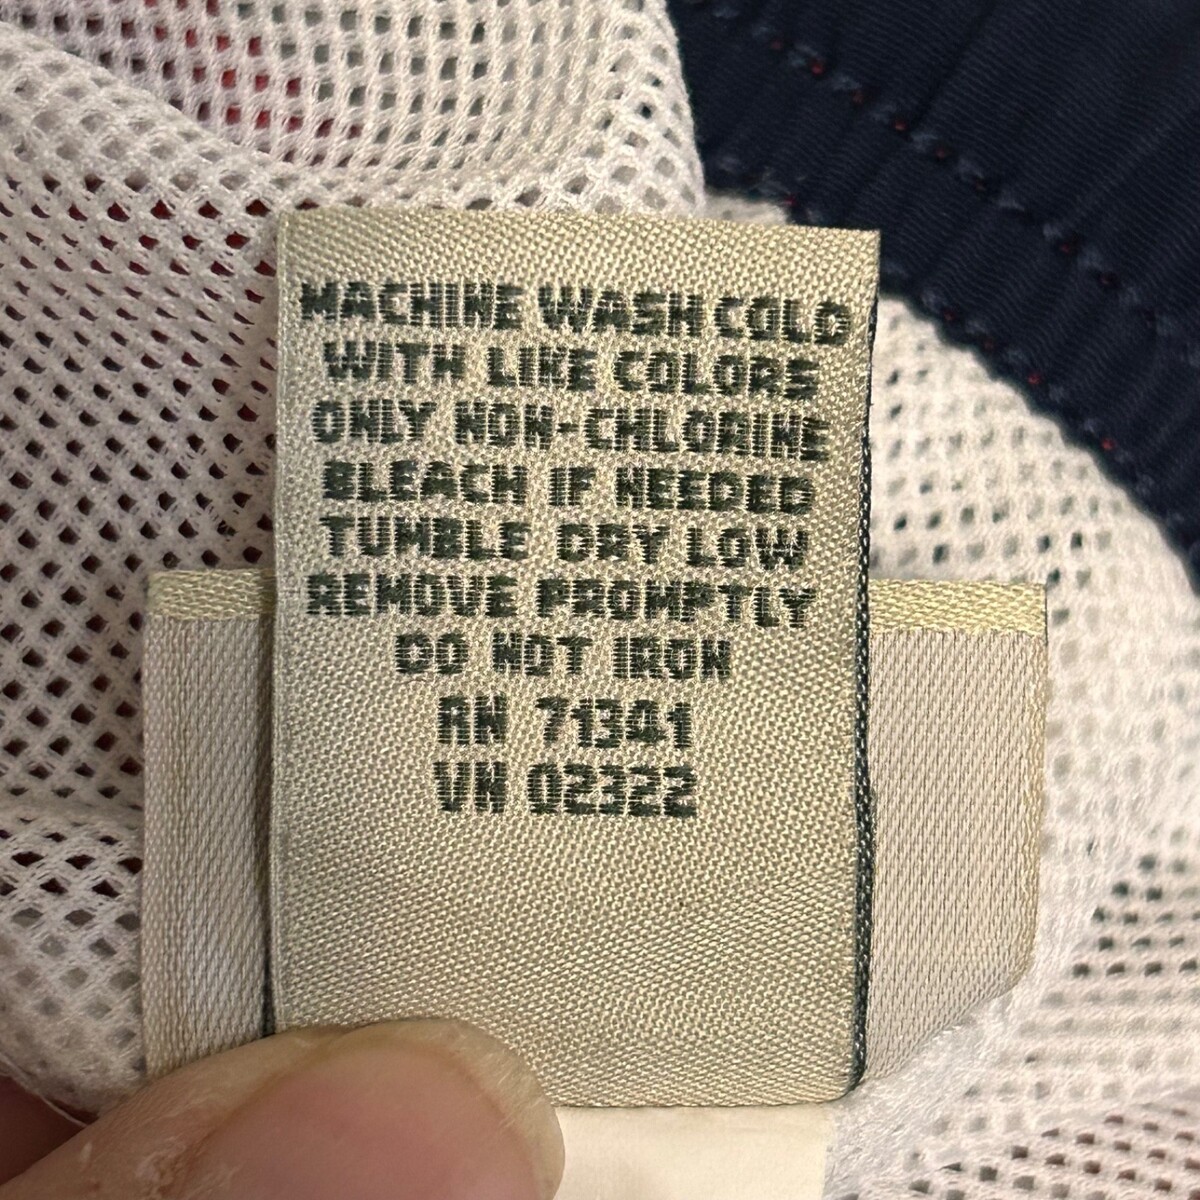 MACHINE WASH COLD
WITH LIKE COLORS
ONLY NON-CHLORINE
BLEACH IF NEEDED
TUMBLE DRY LOW
REMOVE PROMPTLY
DO NOT IRON
RN 71341
VN 02322